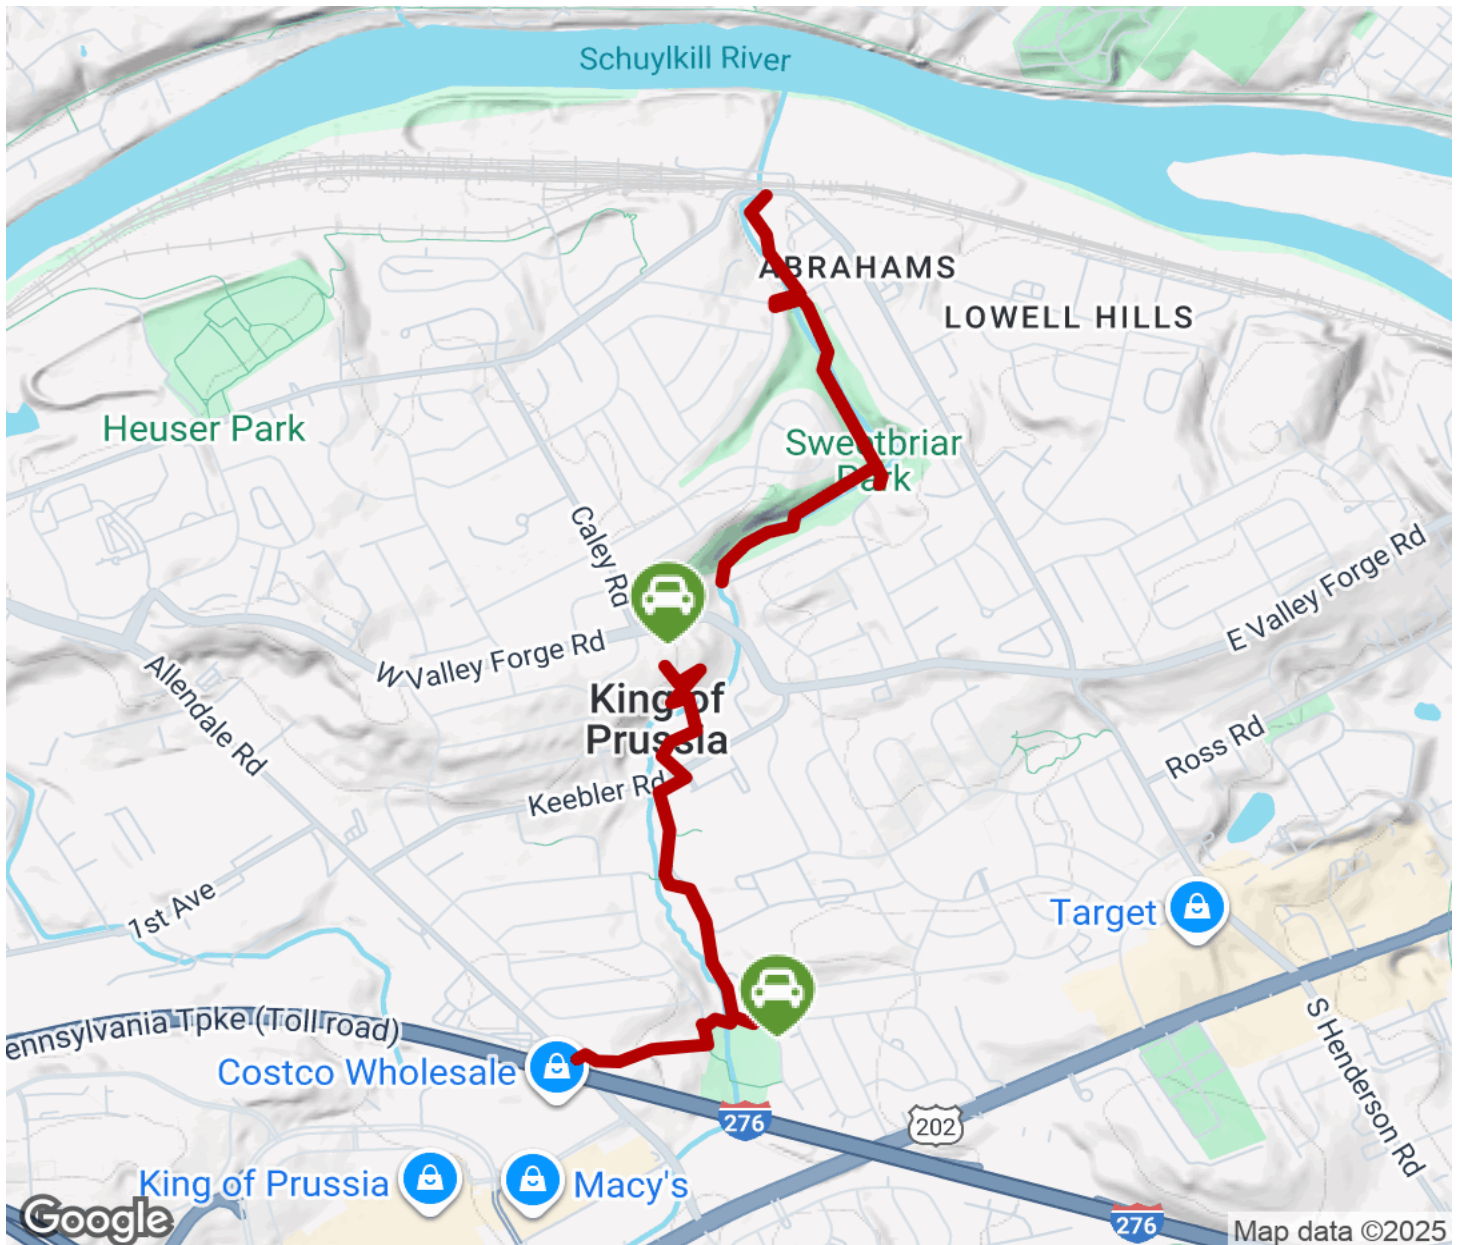 Schuylkill River
ABRAHAMS
LOWELL HILLS
Heuser Park
Sweetbriar
Park
Caley Rd
W Valley Forge Rd
E Valley Forge Rd
Allendale Rd
King of
Prussia
Ross Rd
Keebler Rd
1st Ave
Target
ennsylvania Tpke (Toll road)
Costco Wholesale
S Henderson Rd
276
202
King of Prussia
Macy's
276
Google
Map data ©2025